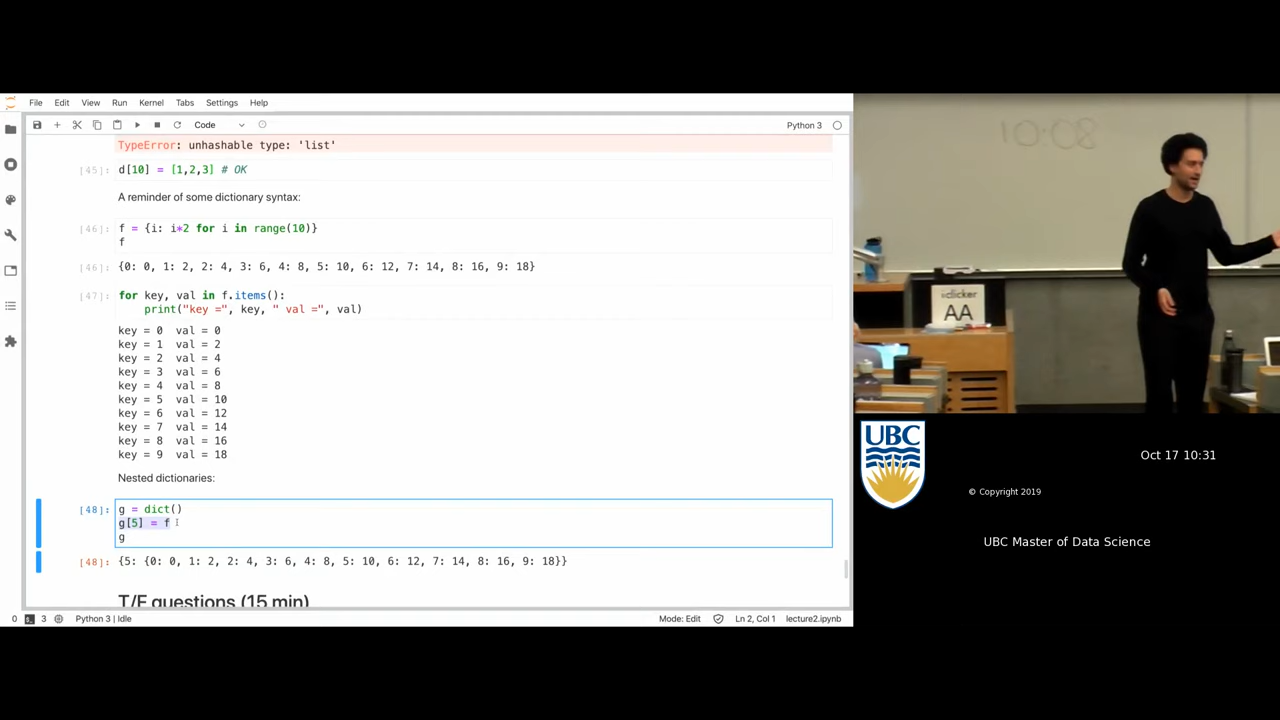 File Edit View Run Kernel Tabs Settings Help
Code
Python 3
TypeError: unhashable type: 'list'
[45]: d[10] = [1,2,3] # OK
A reminder of some dictionary syntax:
[46]: f = {i: i*2 for i in range(10)}
f
[46]: {0: 0, 1: 2, 2: 4, 3: 6, 4: 8, 5: 10, 6: 12, 7: 14, 8: 16, 9: 18}
[47]: for key, val in f.items():
print("key =", key, " val =", val)
key = 0  val = 0
key = 1  val = 2
key = 2  val = 4
key = 3  val = 6
key = 4  val = 8
key = 5  val = 10
key = 6  val = 12
key = 7  val = 14
key = 8  val = 16
key = 9  val = 18
Nested dictionaries:
[48]: g = dict()
g[5] = f
g
[48]: {5: {0: 0, 1: 2, 2: 4, 3: 6, 4: 8, 5: 10, 6: 12, 7: 14, 8: 16, 9: 18}}
T/F questions (15 min)
0 3 Python 3 | Idle
Mode: Edit Ln 2, Col 1 lecture2.ipynb
10:08
iclicker
AA
UBC
Oct 17 10:31
© Copyright 2019
UBC Master of Data Science